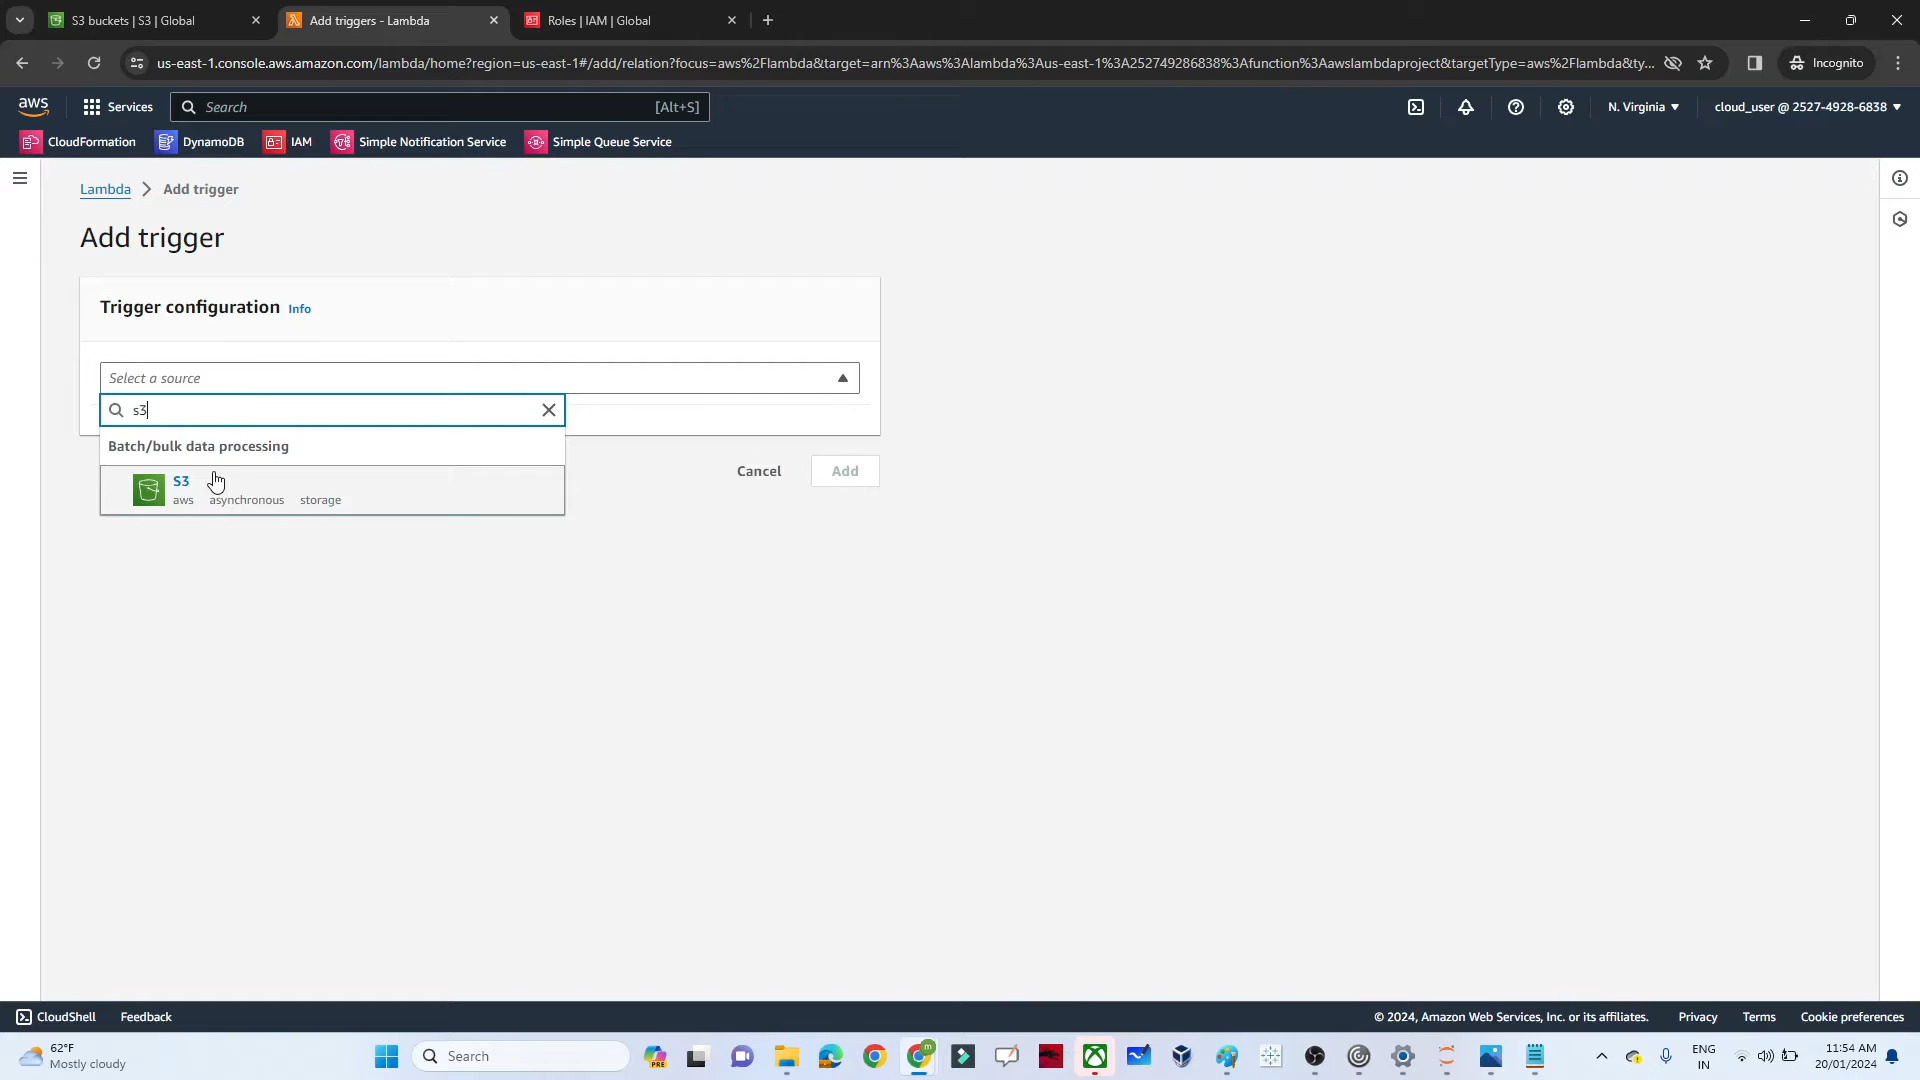 S3 buckets | S3 | Global
Add triggers - Lambda
Roles | IAM | Global
us-east-1.console.aws.amazon.com/lambda/home?region=us-east-1#/add/relation?focus=aws%2Flambda&target=arn%3Aaws%3Alambda%3Aus-east-1%3A252749286838%3Afunction%3Aawslambdaproject&targetType=aws%2Flambda&ty...
Incognito
aws
Services
Search
[Alt+S]
N. Virginia
cloud_user @ 2527-4928-6838
CloudFormation
DynamoDB
IAM
Simple Notification Service
Simple Queue Service
Lambda
Add trigger
Add trigger
Trigger configuration Info
Select a source
s3
Batch/bulk data processing
S3
aws asynchronous storage
Cancel
Add
CloudShell
Feedback
© 2024, Amazon Web Services, Inc. or its affiliates.
Privacy
Terms
Cookie preferences
62°F
Mostly cloudy
Search
PRE
m
ENG
IN
11:54 AM
20/01/2024